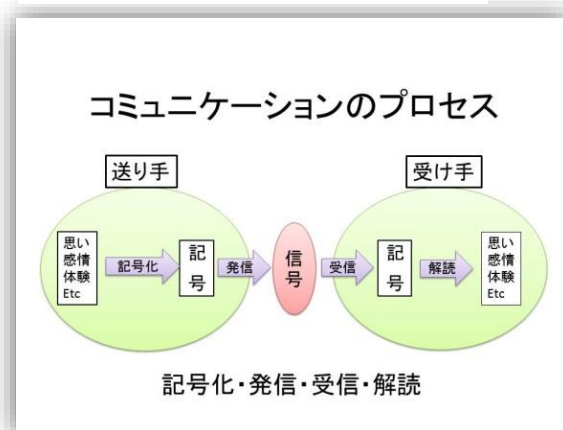 コミュニケーションのプロセス
送り手
受け手
思い
感情
体験
Etc
記号化
記
号
発信
信
号
受信
記
号
解読
思い
感情
体験
Etc
記号化・発信・受信・解読